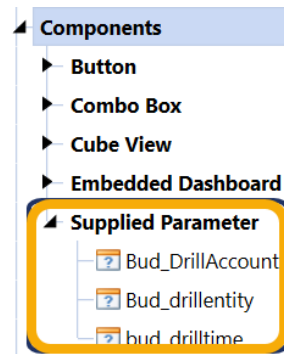 Components
Button
Combo Box
Cube View
Embedded Dashboard
Supplied Parameter
Bud_DrillAccount
Bud_drillentity
bud_drilltime